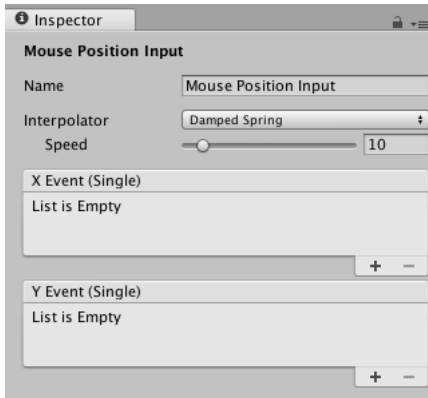 Inspector
Mouse Position Input
Name Mouse Position Input
Interpolator Damped Spring
Speed 10
X Event (Single)
List is Empty
+ −
Y Event (Single)
List is Empty
+ −